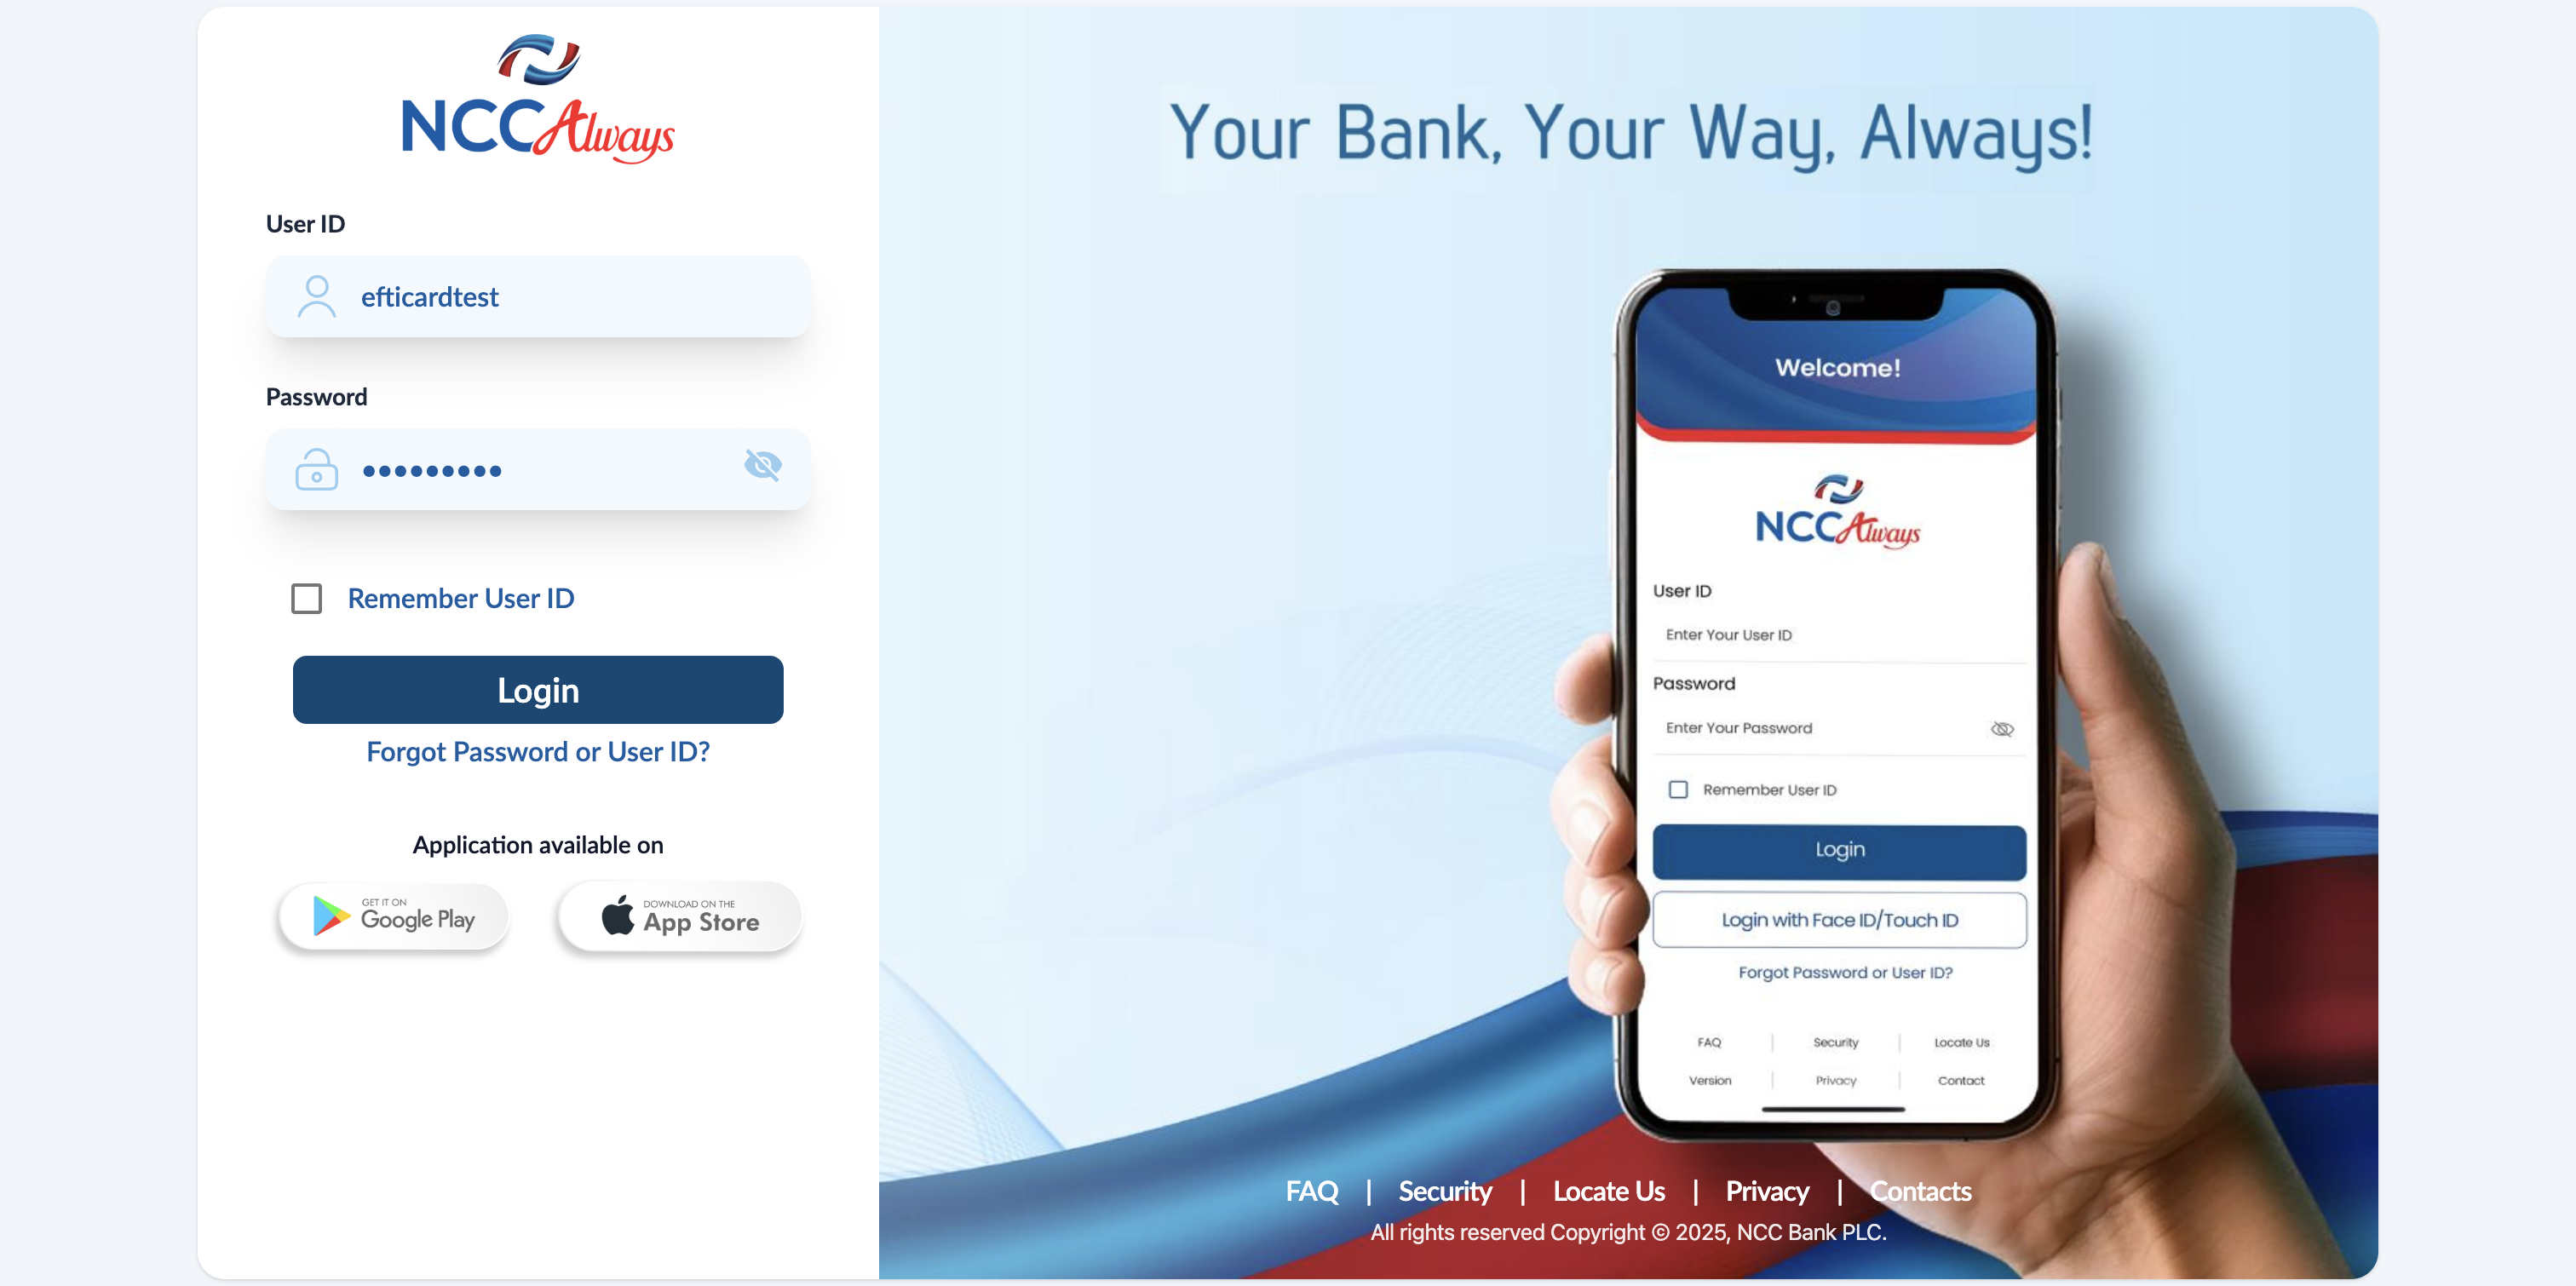 NCC Always
User ID
efticardtest
Password
•••••••••
Remember User ID
Login
Forgot Password or User ID?
Application available on
GET IT ON
Google Play
DOWNLOAD ON THE
App Store
Your Bank, Your Way, Always!
Welcome!
NCC Always
User ID
Enter Your User ID
Password
Enter Your Password
Remember User ID
Login
Login with Face ID/Touch ID
Forgot Password or User ID?
FAQ | Security | Locate Us
Version | Privacy | Contact
FAQ | Security | Locate Us | Privacy | Contacts
All rights reserved Copyright © 2025, NCC Bank PLC.